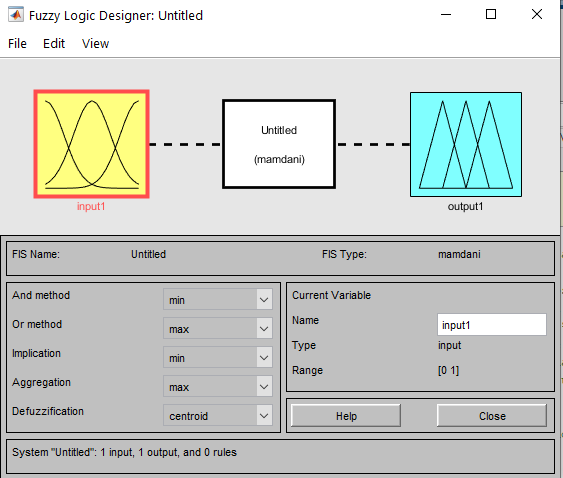 Fuzzy Logic Designer: Untitled
File Edit View
Untitled
(mamdani)
input1
output1
FIS Name: Untitled FIS Type: mamdani
And method min
Or method max
Implication min
Aggregation max
Defuzzification centroid
Current Variable
Name input1
Type input
Range [0 1]
Help Close
System "Untitled": 1 input, 1 output, and 0 rules